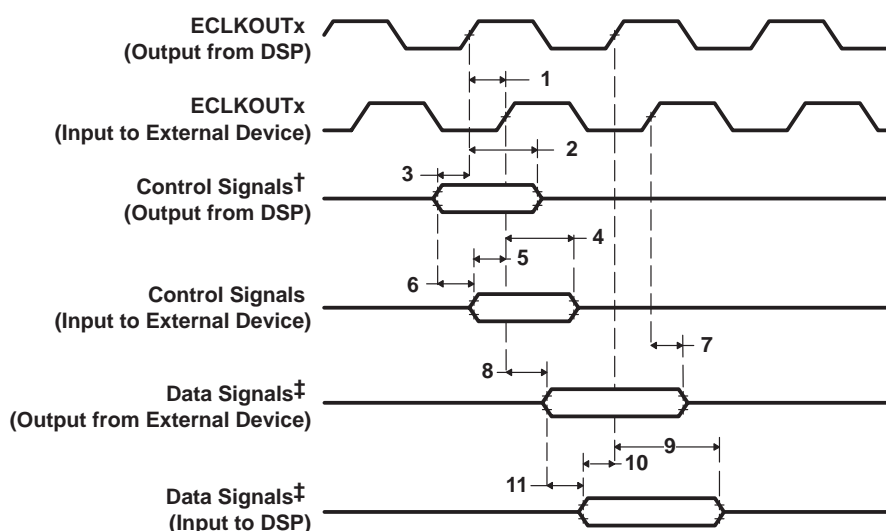 ECLKOUTx
(Output from DSP)
1
ECLKOUTx
(Input to External Device)
2
3
Control Signals†
(Output from DSP)
4
5
6
Control Signals
(Input to External Device)
7
8
Data Signals‡
(Output from External Device)
9
10
11
Data Signals‡
(Input to DSP)